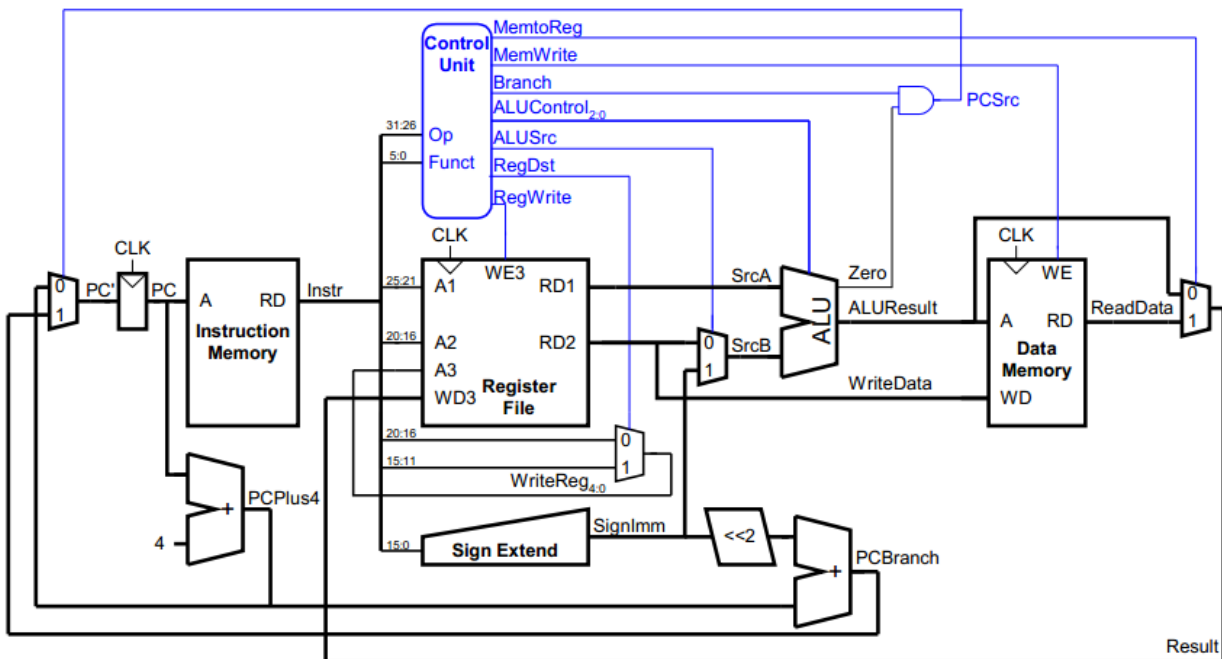 MemtoReg
Control
Unit
MemWrite
Branch
PCSrc
ALUControl2:0
31:26
Op
ALUSrc
5:0
Funct
RegDst
RegWrite
CLK
CLK
CLK
WE3
SrcA
Zero
WE
0
1
PC'
PC
A
RD
Instr
25:21
A1
RD1
ALU
ALUResult
A
RD
ReadData
0
1
Instruction
Memory
20:16
A2
RD2
0
1
SrcB
Data
Memory
A3
Register
File
WD3
WriteData
WD
20:16
0
15:11
1
WriteReg4:0
PCPlus4
+
4
SignImm
<<2
15:0
Sign Extend
PCBranch
+
Result